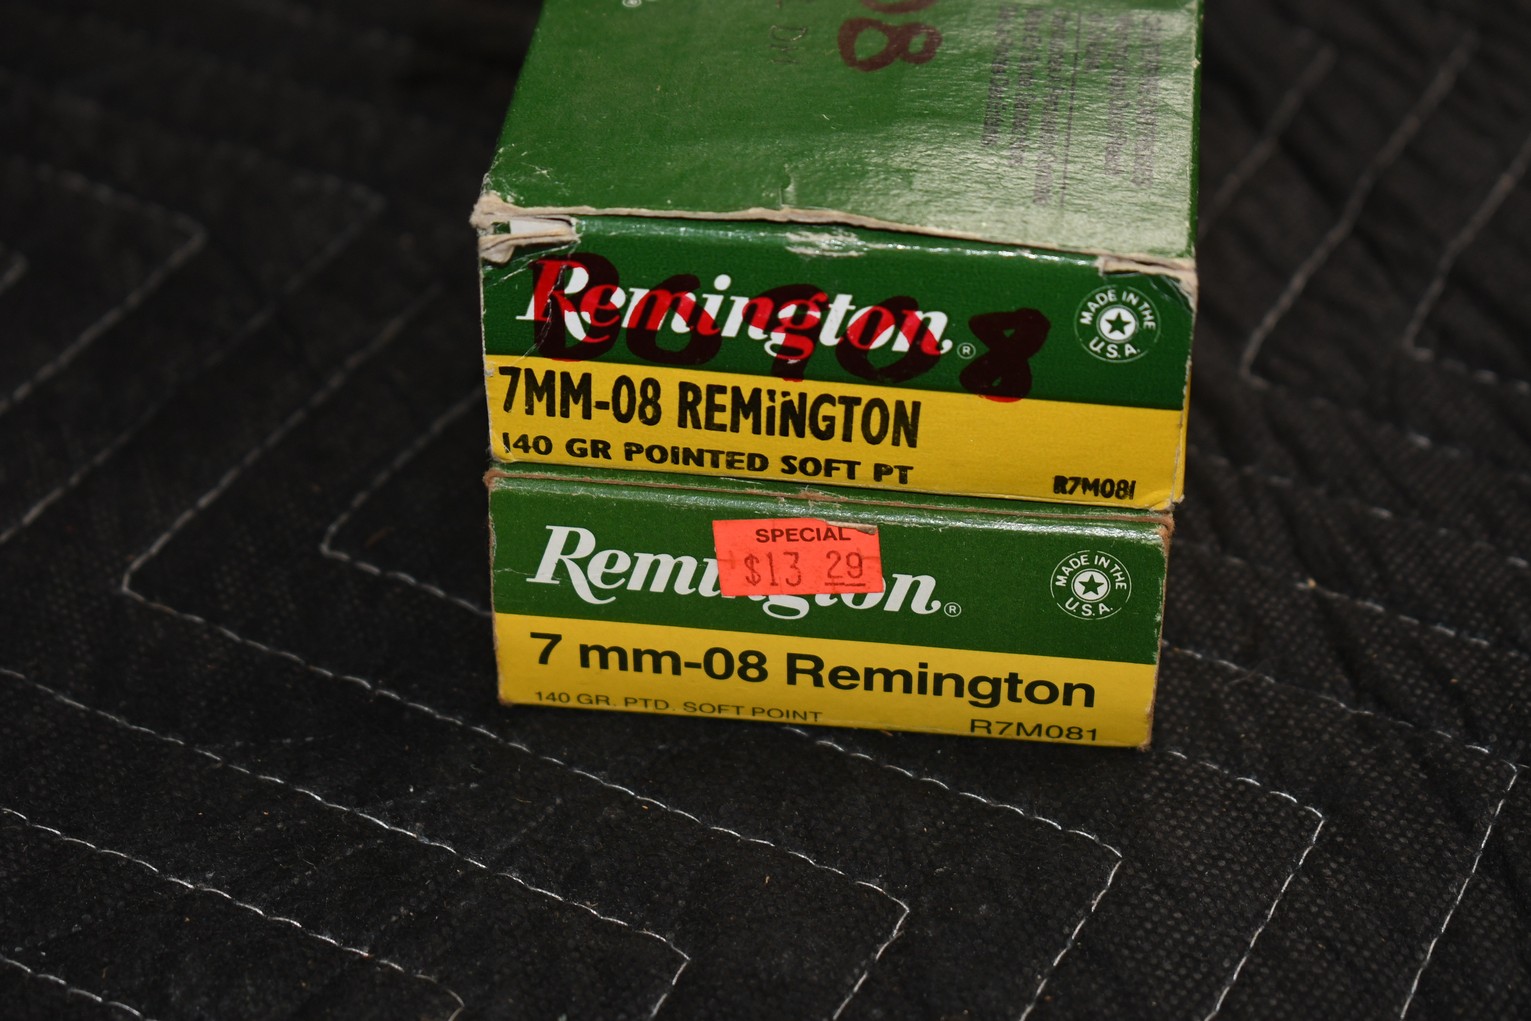 08
Remington®
MADE IN THE
U.S.A.
7MM-08 REMiNGTON
140 GR POINTED SOFT PT
R7M081
SPECIAL
$13 29
Remington®
MADE IN THE
U.S.A.
7 mm-08 Remington
140 GR. PTD. SOFT POINT
R7M081